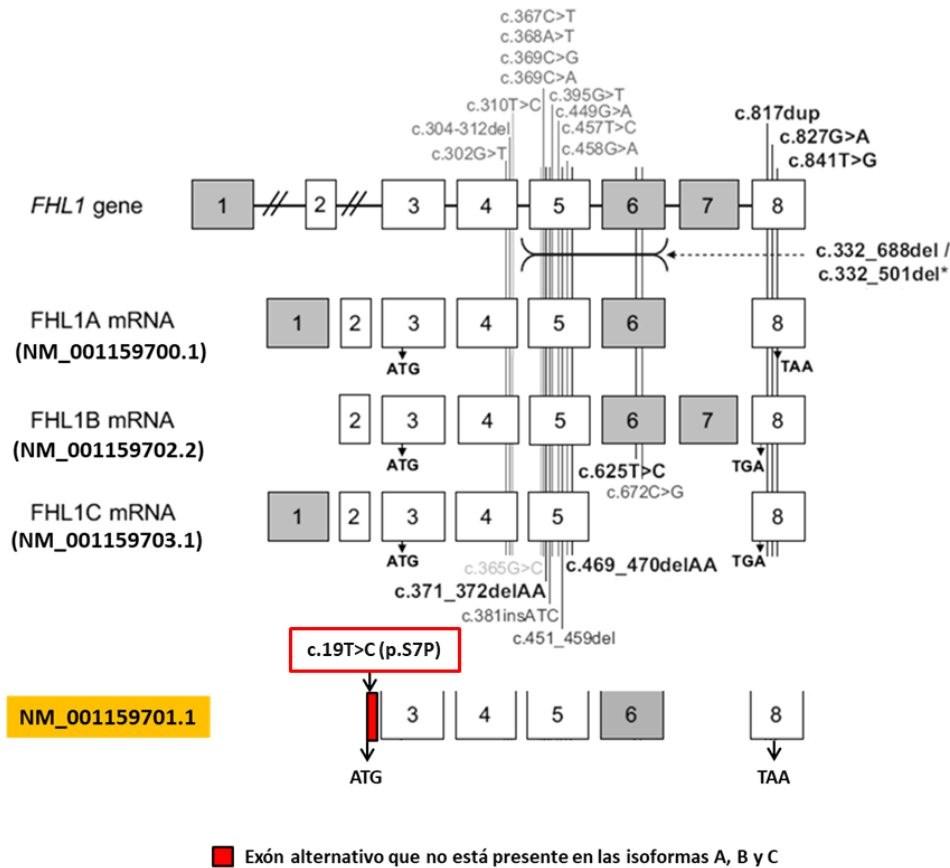 c.367C>T
c.368A>T
c.369C>G
c.369C>A
c.310T>C
c.395G>T
c.304-312del
c.449G>A
c.457T>C
c.302G>T
c.458G>A
c.817dup
c.827G>A
c.841T>G
FHL1 gene
1 2 3 4 5 6 7 8
c.332_688del /
c.332_501del*
FHL1A mRNA
(NM_001159700.1)
1 2 3 4 5 6 8
ATG TAA
FHL1B mRNA
(NM_001159702.2)
2 3 4 5 6 7 8
ATG TGA
c.625T>C
c.672C>G
FHL1C mRNA
(NM_001159703.1)
1 2 3 4 5 8
ATG TGA
c.365G>C
c.469_470delAA
c.371_372delAA
c.381insATC
c.451_459del
c.19T>C (p.S7P)
NM_001159701.1
3 4 5 6 8
ATG TAA
Exón alternativo que no está presente en las isoformas A, B y C